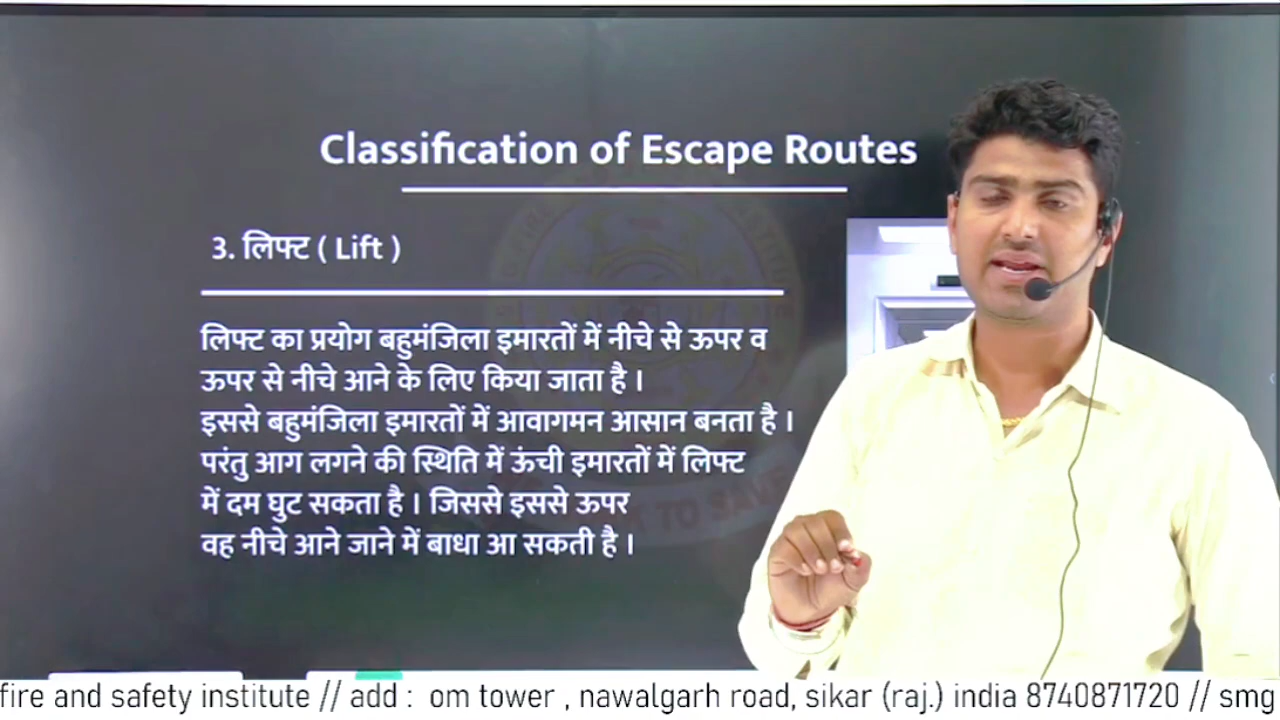 Classification of Escape Routes
3. लिफ्ट ( Lift )
लिफ्ट का प्रयोग बहुमंजिला इमारतों में नीचे से ऊपर व
ऊपर से नीचे आने के लिए किया जाता है ।
इससे बहुमंजिला इमारतों में आवागमन आसान बनता है ।
परंतु आग लगने की स्थिति में ऊंची इमारतों में लिफ्ट
में दम घुट सकता है । जिससे इससे ऊपर
वह नीचे आने जाने में बाधा आ सकती है ।
fire and safety institute // add : om tower , nawalgarh road, sikar (raj.) india 8740871720 // smg